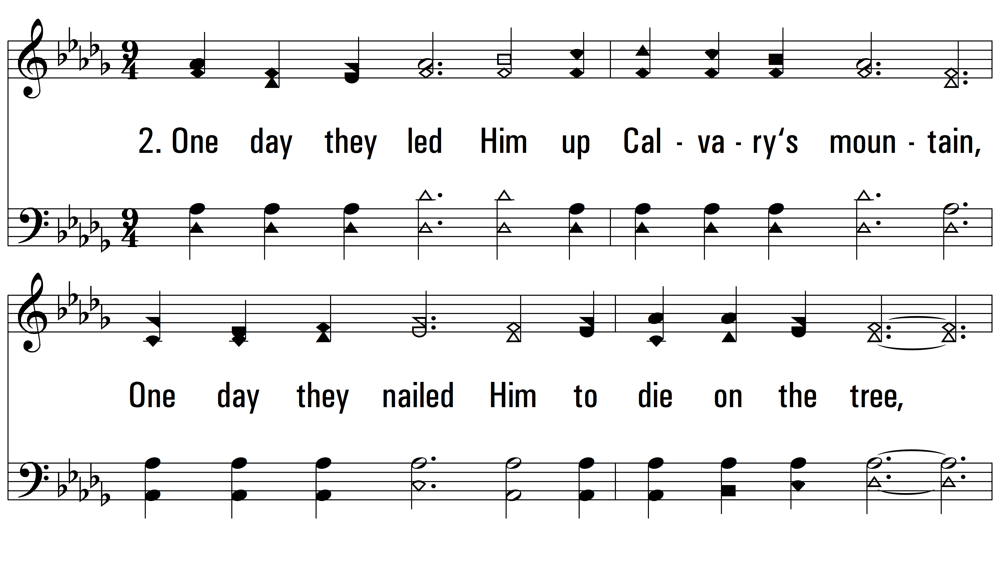 2. One day they led Him up Cal - va - ry‘s moun - tain,
One day they nailed Him to die on the tree,